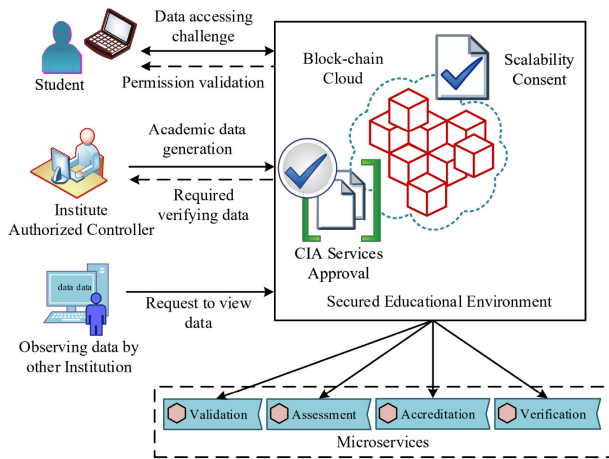 Data accessing
challenge
Student
Permission validation
Block-chain
Cloud
Scalability
Consent
Academic data
generation
Institute
Authorized Controller
Required
verifying data
CIA Services
Approval
data data
Request to view
data
Secured Educational Environment
Observing data by
other Institution
Validation
Assessment
Accreditation
Verification
Microservices